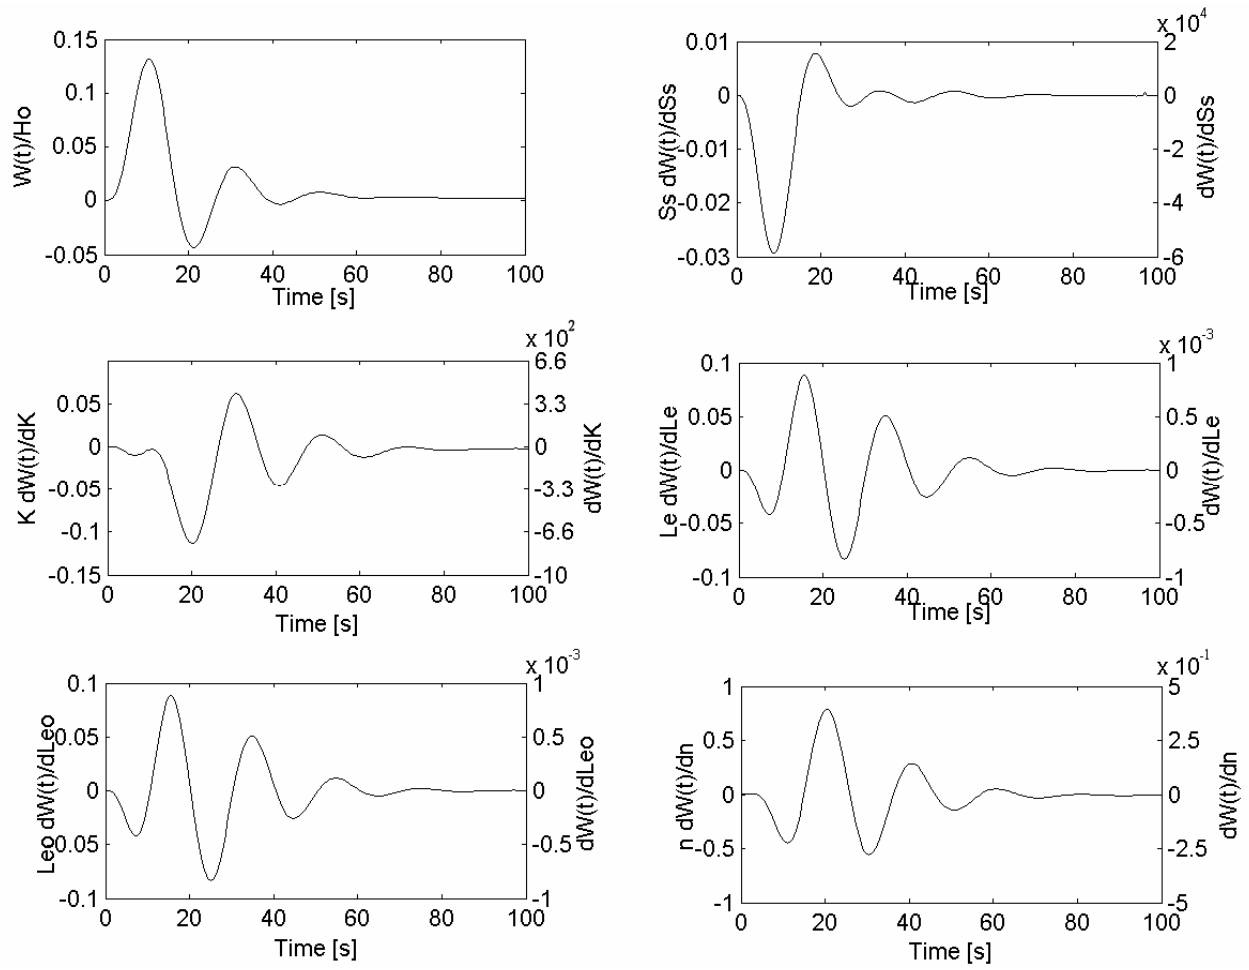 0.15
0.1
0.05
0
-0.05
W(t)/Ho
0 20 40 60 80 100
Time [s]
x 10^4
0.01
0
-0.01
-0.02
-0.03
Ss dW(t)/dSs
2
0
-2
-4
-6
dW(t)/dSs
0 20 40 60 80 100
Time [s]
x 10^2
0.05
0
-0.05
-0.1
-0.15
K dW(t)/dK
6.6
3.3
0
-3.3
-6.6
-10
dW(t)/dK
0 20 40 60 80 100
Time [s]
x 10^-3
0.1
0.05
0
-0.05
-0.1
Le dW(t)/dLe
1
0.5
0
-0.5
-1
dW(t)/dLe
0 20 40 60 80 100
Time [s]
x 10^-3
0.1
0.05
0
0.05
-0.1
Leo dW(t)/dLeo
1
0.5
0
-0.5
-1
dW(t)/dLeo
0 20 40 60 80 100
Time [s]
x 10^-1
1
0.5
0
-0.5
-1
n dW(t)/dn
5
2.5
0
-2.5
-5
dW(t)/dn
0 20 40 60 80 100
Time [s]